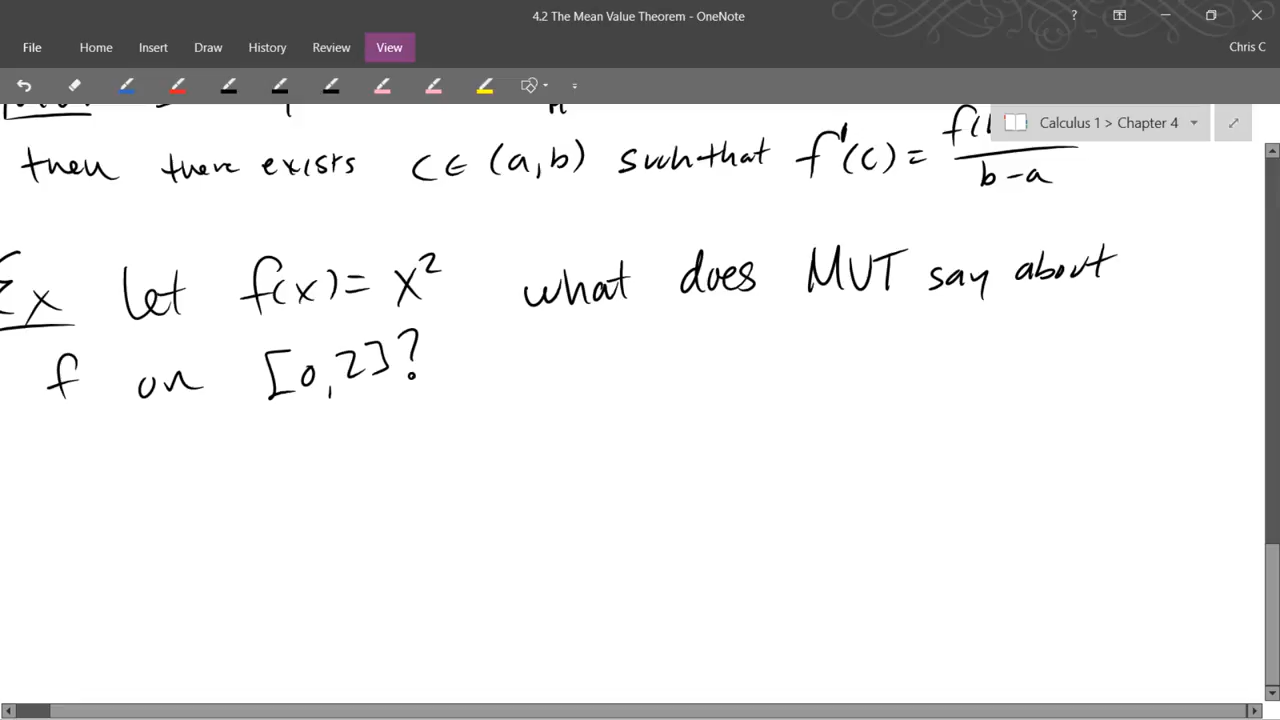 4.2 The Mean Value Theorem - OneNote
File Home Insert Draw History Review View Chris C
Calculus 1 > Chapter 4
then there exists c ∈ (a,b) such that f'(c) = f( / b-a
Ex let f(x) = x² what does MVT say about
f on [0,2]?